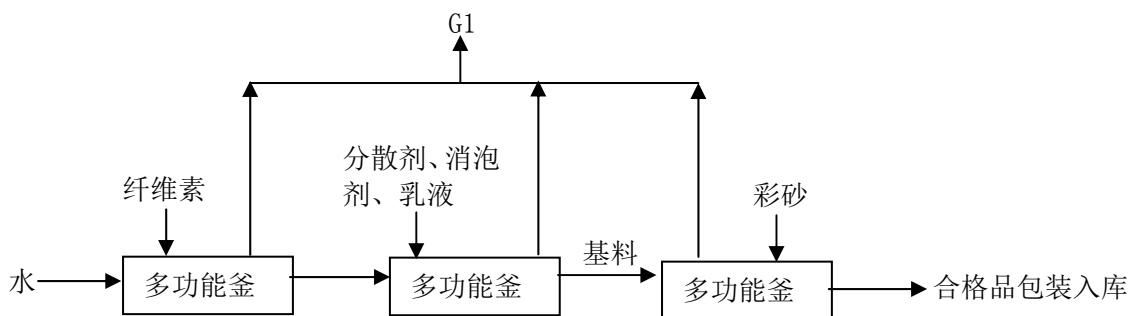 G1
分散剂、消泡
剂、乳液
纤维素
彩砂
基料
水
多功能釜
多功能釜
多功能釜
合格品包装入库